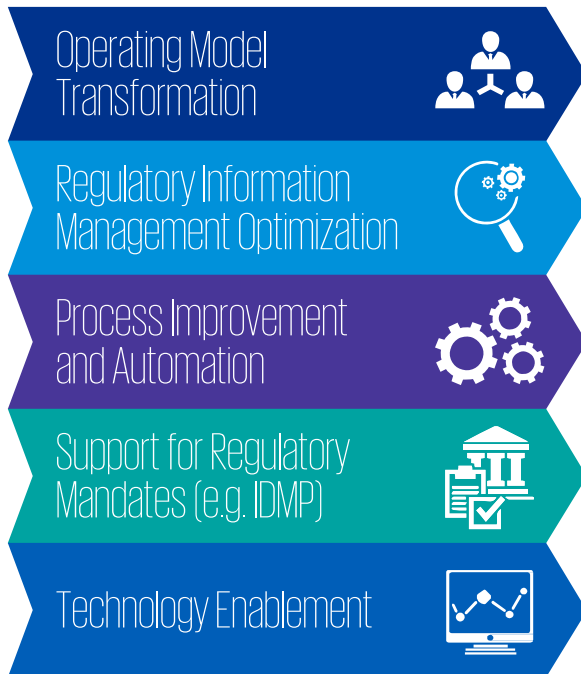 Operating Model
Transformation
Regulatory Information
Management Optimization
Process Improvement
and Automation
Support for Regulatory
Mandates (e.g. IDMP)
Technology Enablement